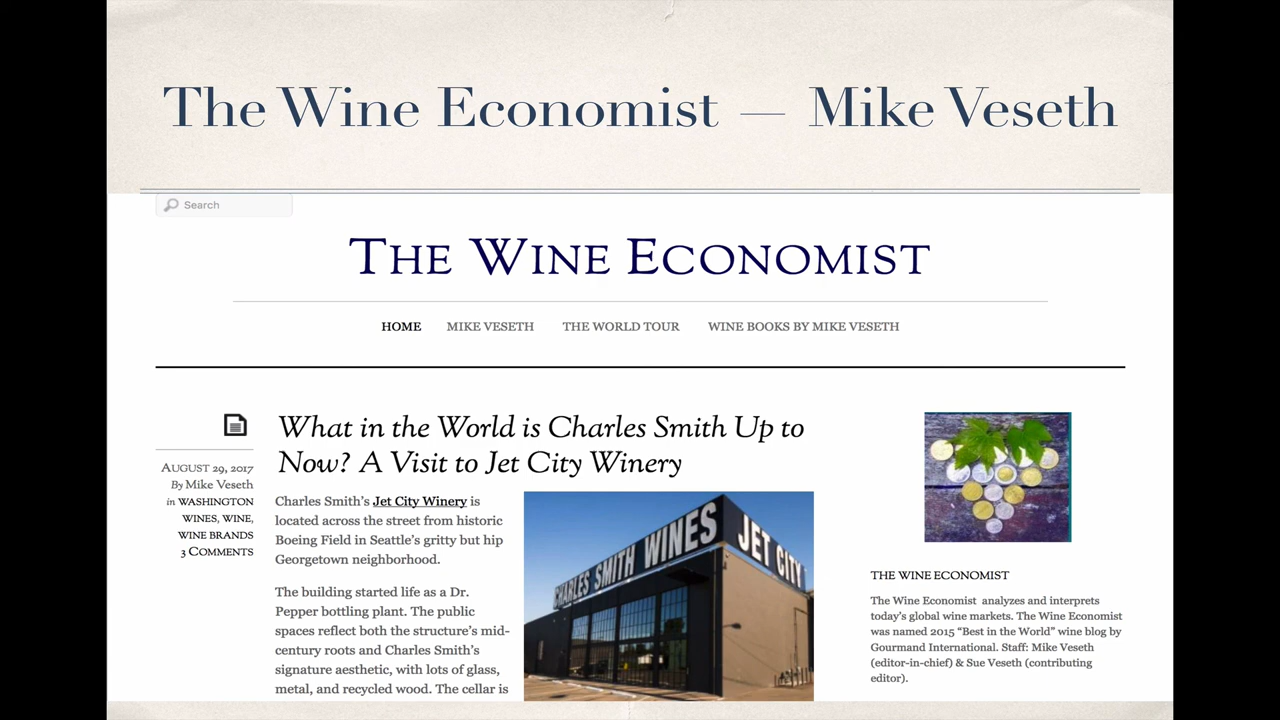 The Wine Economist — Mike Veseth
Search
THE WINE ECONOMIST
HOME MIKE VESETH THE WORLD TOUR WINE BOOKS BY MIKE VESETH
AUGUST 29, 2017
By Mike Veseth
in WASHINGTON
WINES, WINE,
WINE BRANDS
3 COMMENTS
What in the World is Charles Smith Up to
Now? A Visit to Jet City Winery
Charles Smith's Jet City Winery is
located across the street from historic
Boeing Field in Seattle's gritty but hip
Georgetown neighborhood.
The building started life as a Dr.
Pepper bottling plant. The public
spaces reflect both the structure's mid-
century roots and Charles Smith's
signature aesthetic, with lots of glass,
metal, and recycled wood. The cellar is
CHARLES SMITH WINES JET CITY
THE WINE ECONOMIST
The Wine Economist analyzes and interprets
today's global wine markets. The Wine Economist
was named 2015 “Best in the World” wine blog by
Gourmand International. Staff: Mike Veseth
(editor-in-chief) & Sue Veseth (contributing
editor).